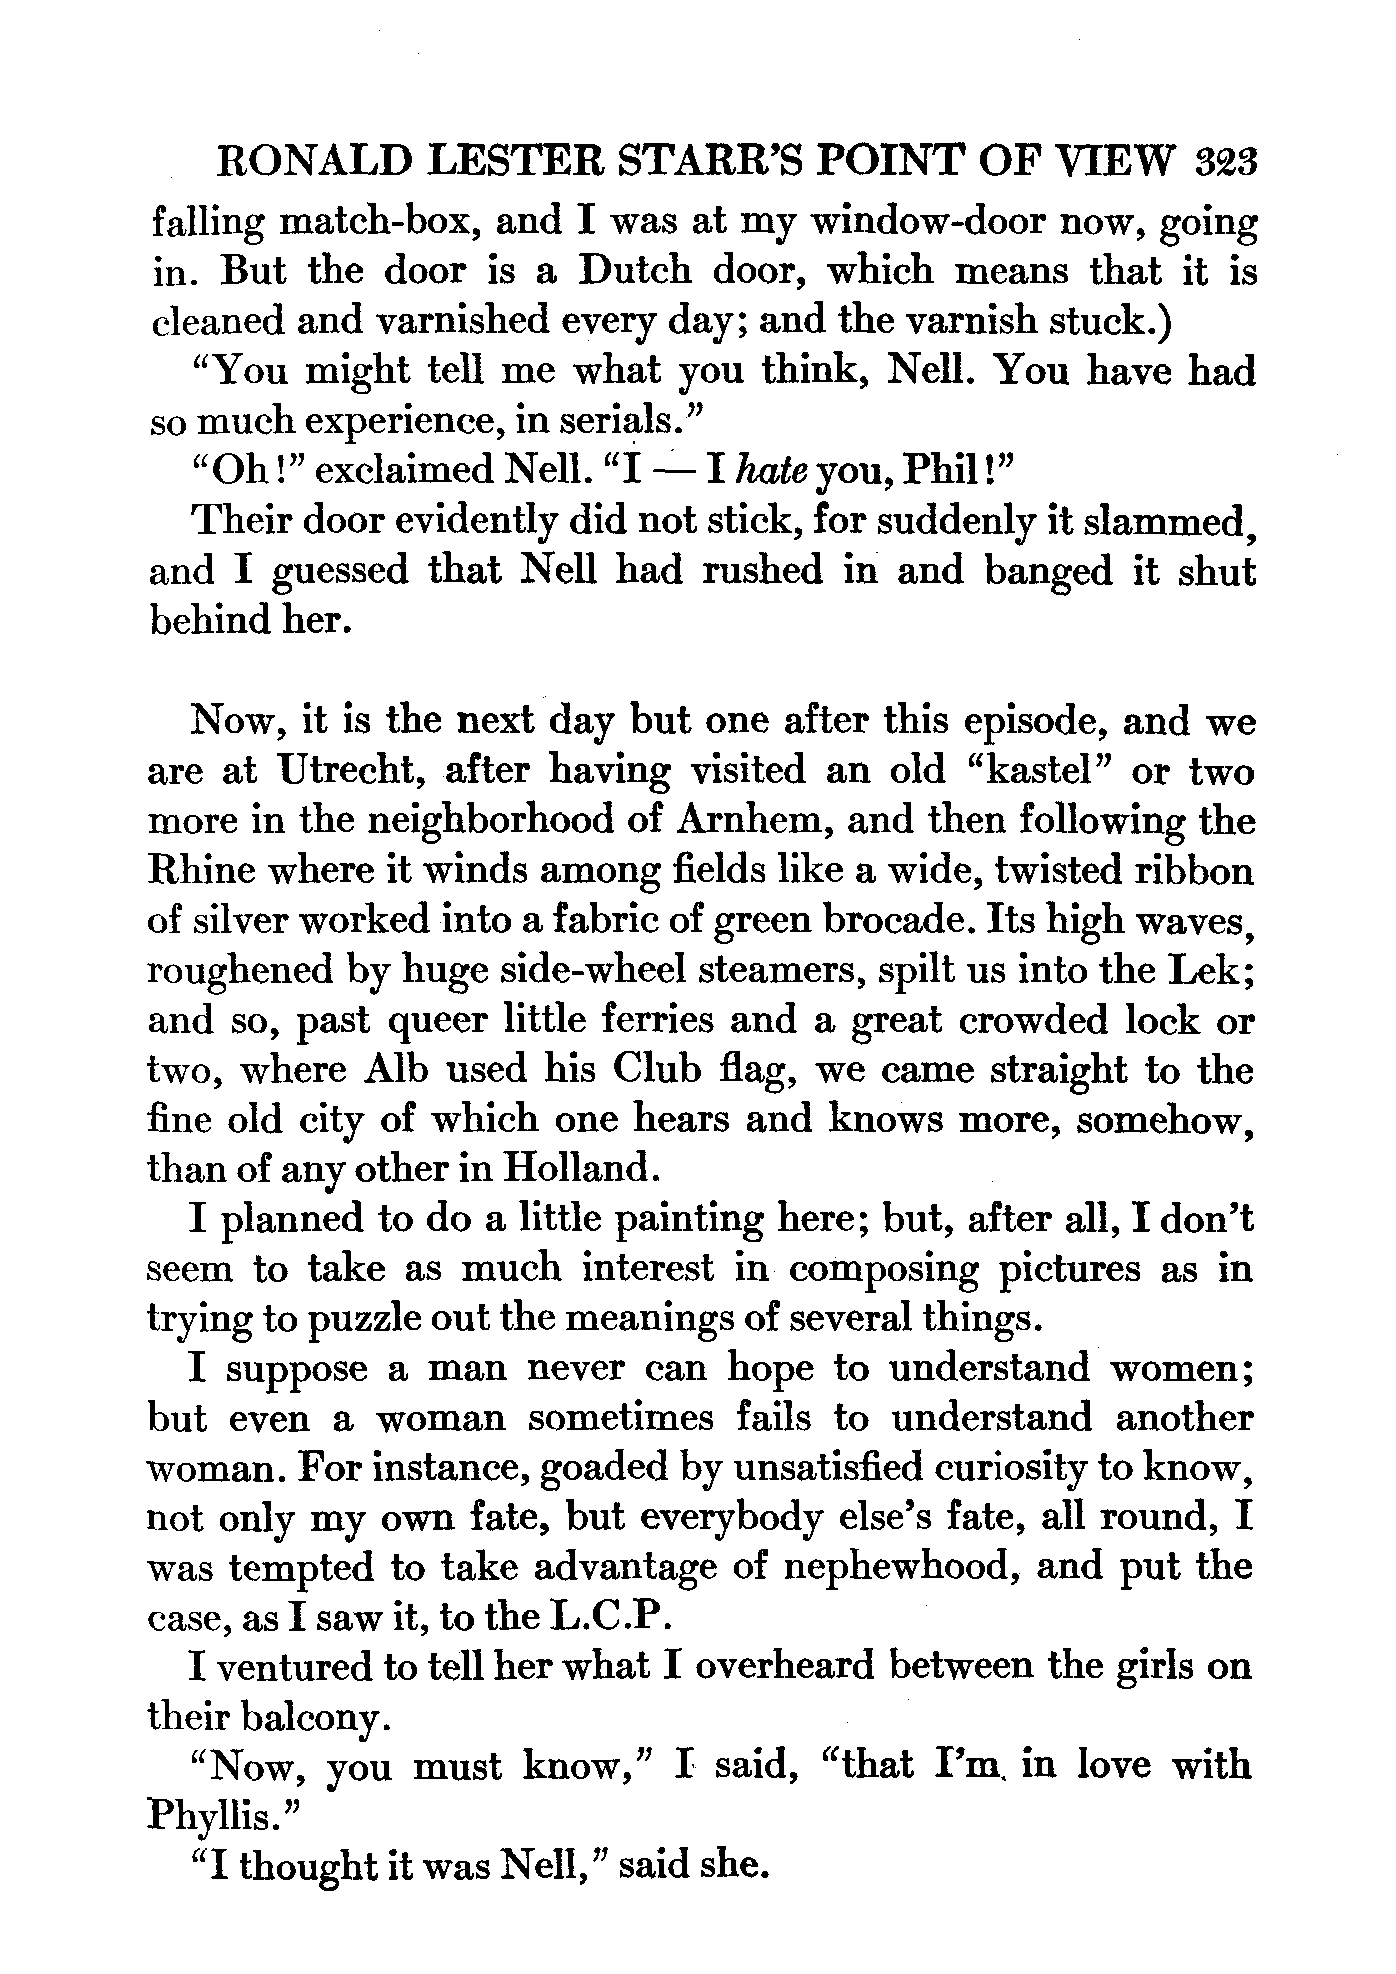 RONALD LESTER STARR'S POINT OF VIEW 323
falling match-box, and I was at my window-door now, going
in. But the door is a Dutch door, which means that it is
cleaned and varnished every day; and the varnish stuck.)
"You might tell me what you think, Nell. You have had
so much experience, in serials."
"Oh!" exclaimed Nell. "I — I hate you, Phil!"
Their door evidently did not stick, for suddenly it slammed,
and I guessed that Nell had rushed in and banged it shut
behind her.
Now, it is the next day but one after this episode, and we
are at Utrecht, after having visited an old "kastel" or two
more in the neighborhood of Arnhem, and then following the
Rhine where it winds among fields like a wide, twisted ribbon
of silver worked into a fabric of green brocade. Its high waves,
roughened by huge side-wheel steamers, spilt us into the Lek;
and so, past queer little ferries and a great crowded lock or
two, where Alb used his Club flag, we came straight to the
fine old city of which one hears and knows more, somehow,
than of any other in Holland.
I planned to do a little painting here; but, after all, I don't
seem to take as much interest in composing pictures as in
trying to puzzle out the meanings of several things.
I suppose a man never can hope to understand women;
but even a woman sometimes fails to understand another
woman. For instance, goaded by unsatisfied curiosity to know,
not only my own fate, but everybody else's fate, all round, I
was tempted to take advantage of nephewhood, and put the
case, as I saw it, to the L.C.P.
I ventured to tell her what I overheard between the girls on
their balcony.
"Now, you must know," I said, "that I'm in love with
Phyllis."
"I thought it was Nell," said she.